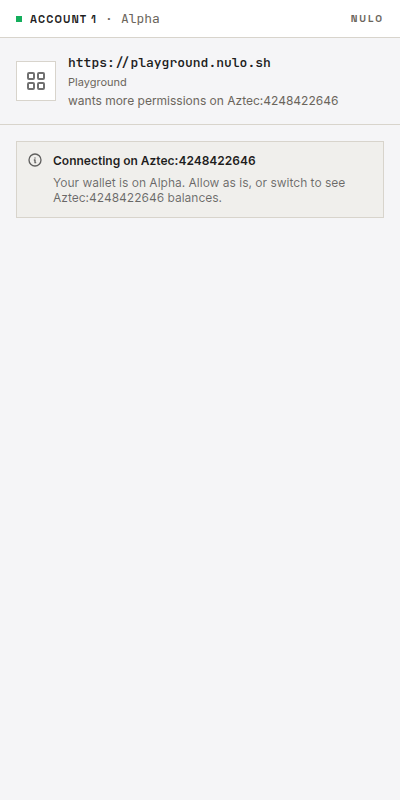 ACCOUNT 1 · Alpha
NULO
https://playground.nulo.sh
Playground
wants more permissions on Aztec:4248422646
Connecting on Aztec:4248422646
Your wallet is on Alpha. Allow as is, or switch to see
Aztec:4248422646 balances.